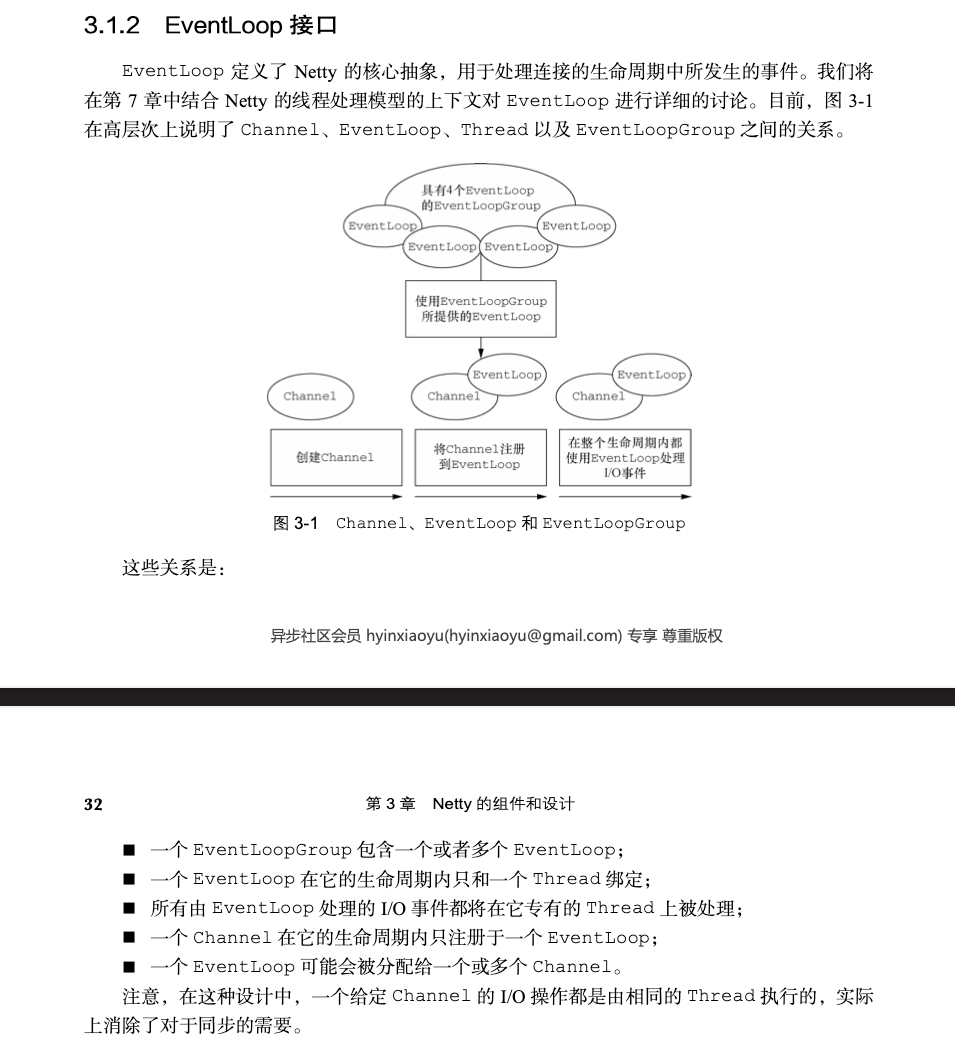 3.1.2 EventLoop 接口
EventLoop 定义了 Netty 的核心抽象，用于处理连接的生命周期中所发生的事件。我们将
在第 7 章中结合 Netty 的线程处理模型的上下文对 EventLoop 进行详细的讨论。目前，图 3-1
在高层次上说明了 Channel、EventLoop、Thread 以及 EventLoopGroup 之间的关系。
具有4个EventLoop
的EventLoopGroup
EventLoop
EventLoop
EventLoop
EventLoop
使用EventLoopGroup
所提供的EventLoop
Channel
Channel
EventLoop
Channel
EventLoop
创建Channel
将Channel注册
到EventLoop
在整个生命周期内都
使用EventLoop处理
I/O事件
图 3-1 Channel、EventLoop 和 EventLoopGroup
这些关系是：
异步社区会员 hyinxiaoyu(hyinxiaoyu@gmail.com) 专享 尊重版权
32 第 3 章 Netty 的组件和设计
■ 一个 EventLoopGroup 包含一个或者多个 EventLoop；
■ 一个 EventLoop 在它的生命周期内只和一个 Thread 绑定；
■ 所有由 EventLoop 处理的 I/O 事件都将在它专有的 Thread 上被处理；
■ 一个 Channel 在它的生命周期内只注册于一个 EventLoop；
■ 一个 EventLoop 可能会被分配给一个或多个 Channel。
注意，在这种设计中，一个给定 Channel 的 I/O 操作都是由相同的 Thread 执行的，实际
上消除了对于同步的需要。